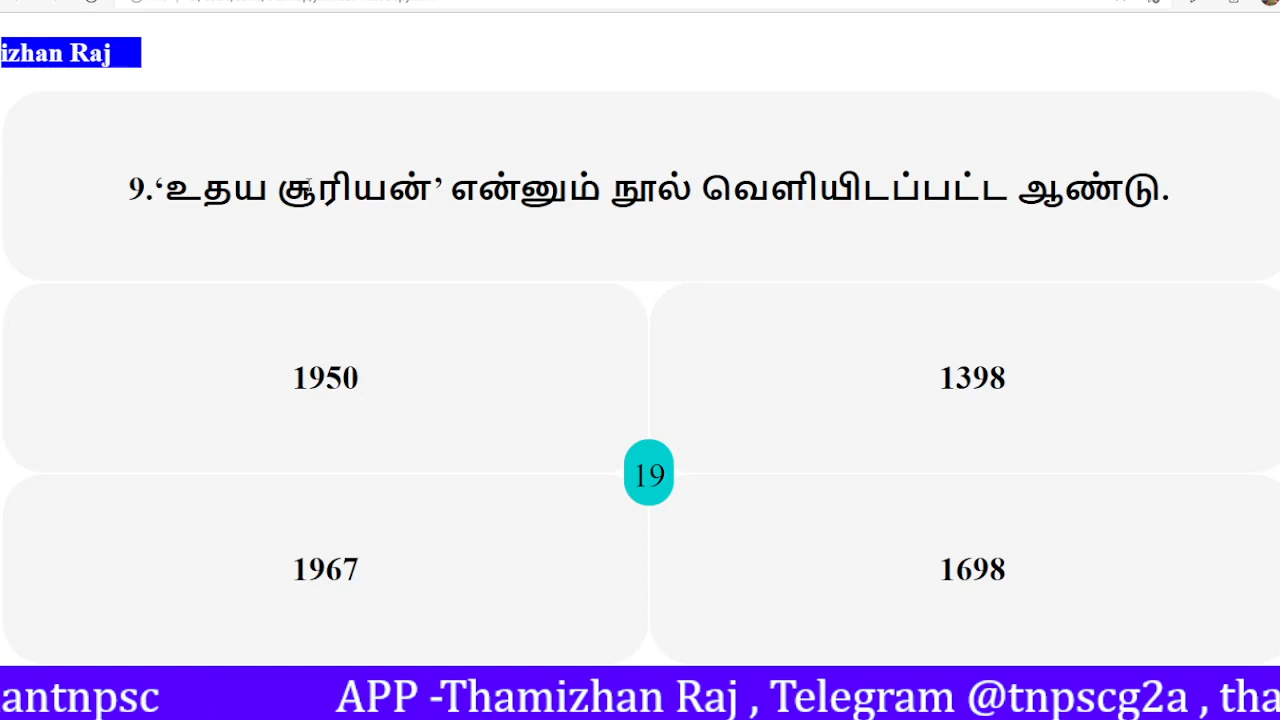 izhan Raj
9.‘உதய சூரியன்’ என்னும் நூல் வெளியிடப்பட்ட ஆண்டு.
1950
1398
19
1967
1698
antnpsc APP -Thamizhan Raj , Telegram @tnpscg2a , tha